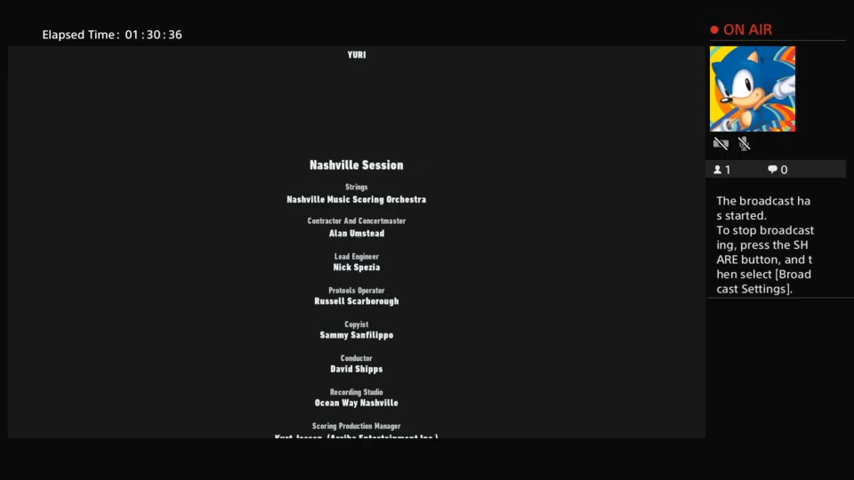 Elapsed Time: 01:30:36
ON AIR
YURI
Nashville Session
Strings
Nashville Music Scoring Orchestra
Contractor And Concertmaster
Alan Umstead
Lead Engineer
Nick Spezia
Protools Operator
Russell Scarborough
Copyist
Sammy Sanfilippo
Conductor
David Shipps
Recording Studio
Ocean Way Nashville
Scoring Production Manager
(Arriba Entertainment Inc.)
1
0
The broadcast ha
s started.
To stop broadcast
ing, press the SH
ARE button, and t
hen select [Broad
cast Settings].